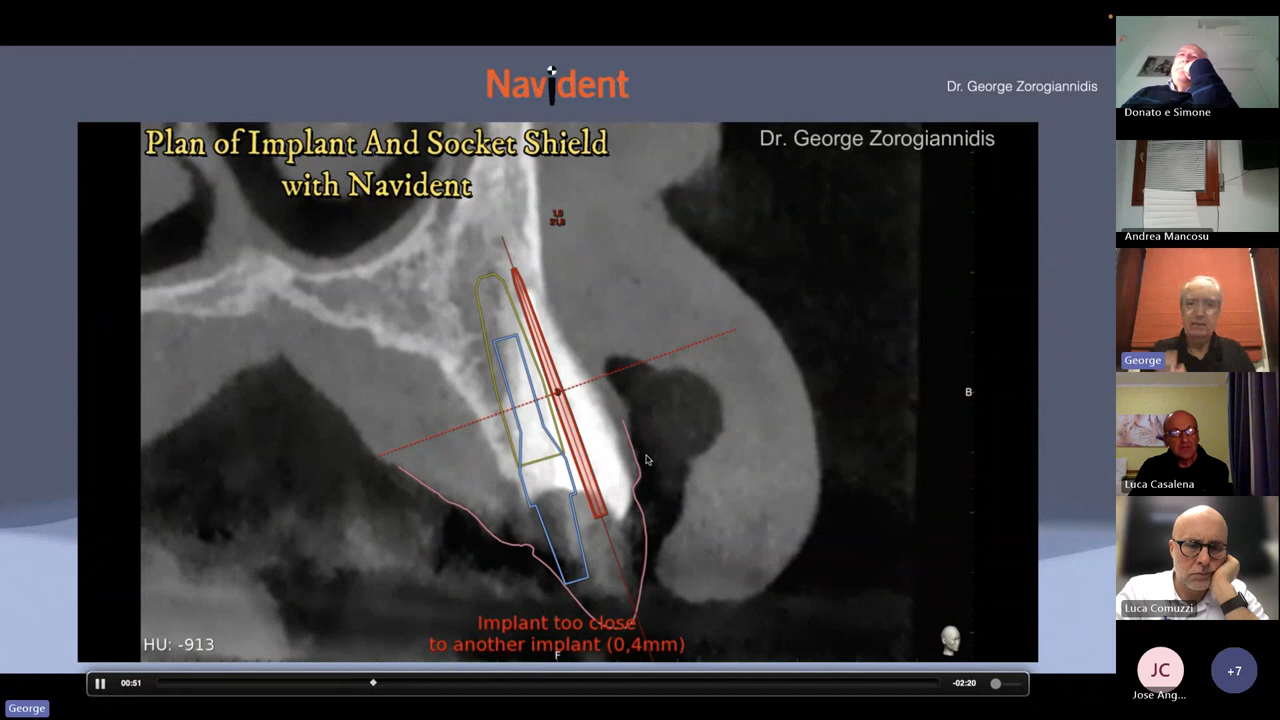 Navident
Dr. George Zorogiannidis
Plan of Implant And Socket Shield
with Navident
Dr. George Zorogiannidis
1,0
B
Implant too close
to another implant (0,4mm)
F
HU: -913
00:51
-02:20
George
Donato e Simone
Andrea Mancosu
George
Luca Casalena
Luca Comuzzi
JC
Jose Ang...
+7